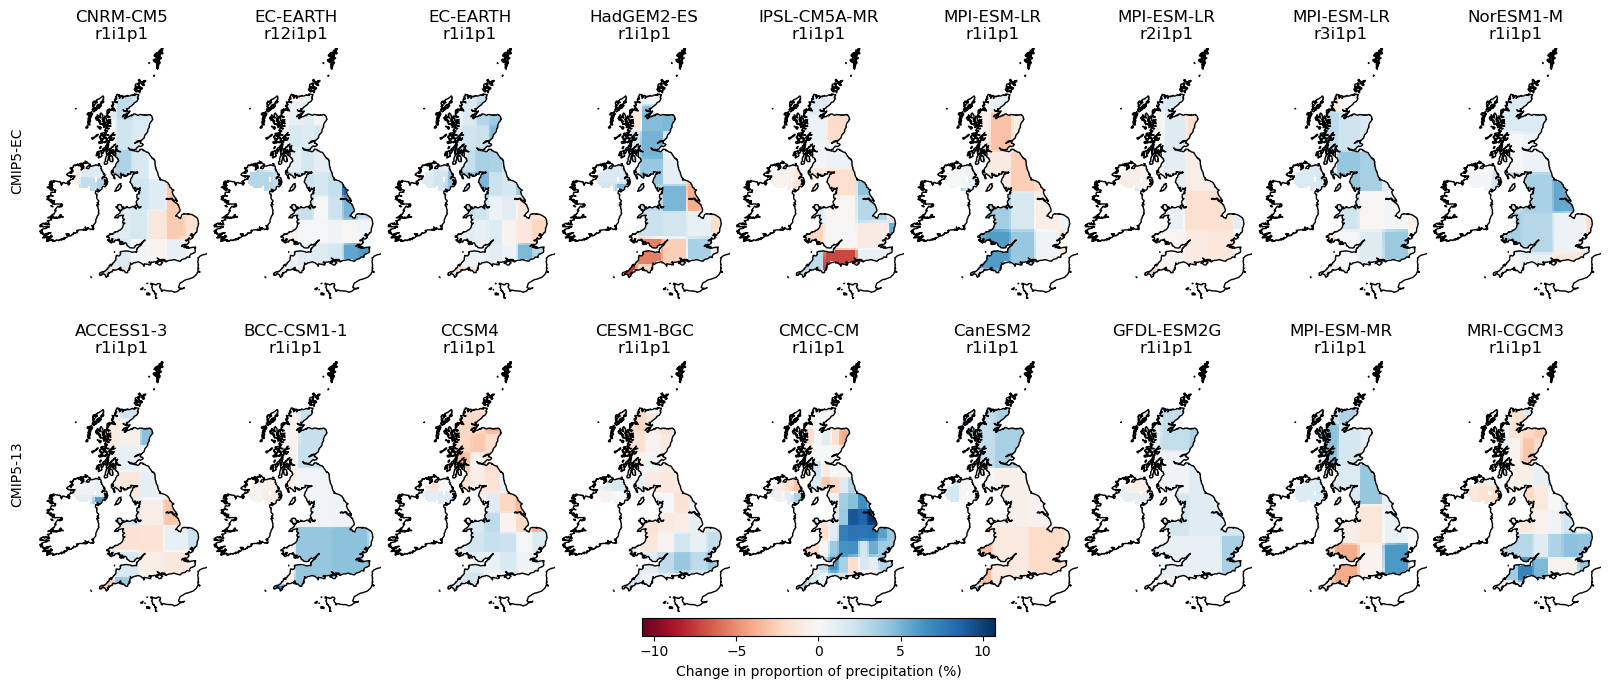 CNRM-CM5 EC-EARTH EC-EARTH HadGEM2-ES IPSL-CM5A-MR MPI-ESM-LR MPI-ESM-LR MPI-ESM-LR NorESM1-M
r1i1p1 r12i1p1 r1i1p1 r1i1p1 r1i1p1 r1i1p1 r2i1p1 r3i1p1 r1i1p1
CMIP5-EC
ACCESS1-3 BCC-CSM1-1 CCSM4 CESM1-BGC CMCC-CM CanESM2 GFDL-ESM2G MPI-ESM-MR MRI-CGCM3
r1i1p1 r1i1p1 r1i1p1 r1i1p1 r1i1p1 r1i1p1 r1i1p1 r1i1p1 r1i1p1
CMIP5-13
−10 −5 0 5 10
Change in proportion of precipitation (%)